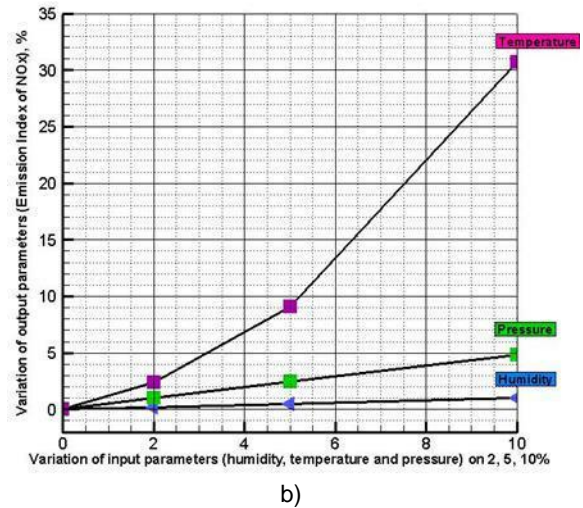 Variation of output parameters (Emission Index of NOx), %
35
30
25
20
15
10
5
0
Temperature
Pressure
Humidity
0 2 4 6 8 10
Variation of input parameters (humidity, temperature and pressure) on 2, 5, 10%
b)